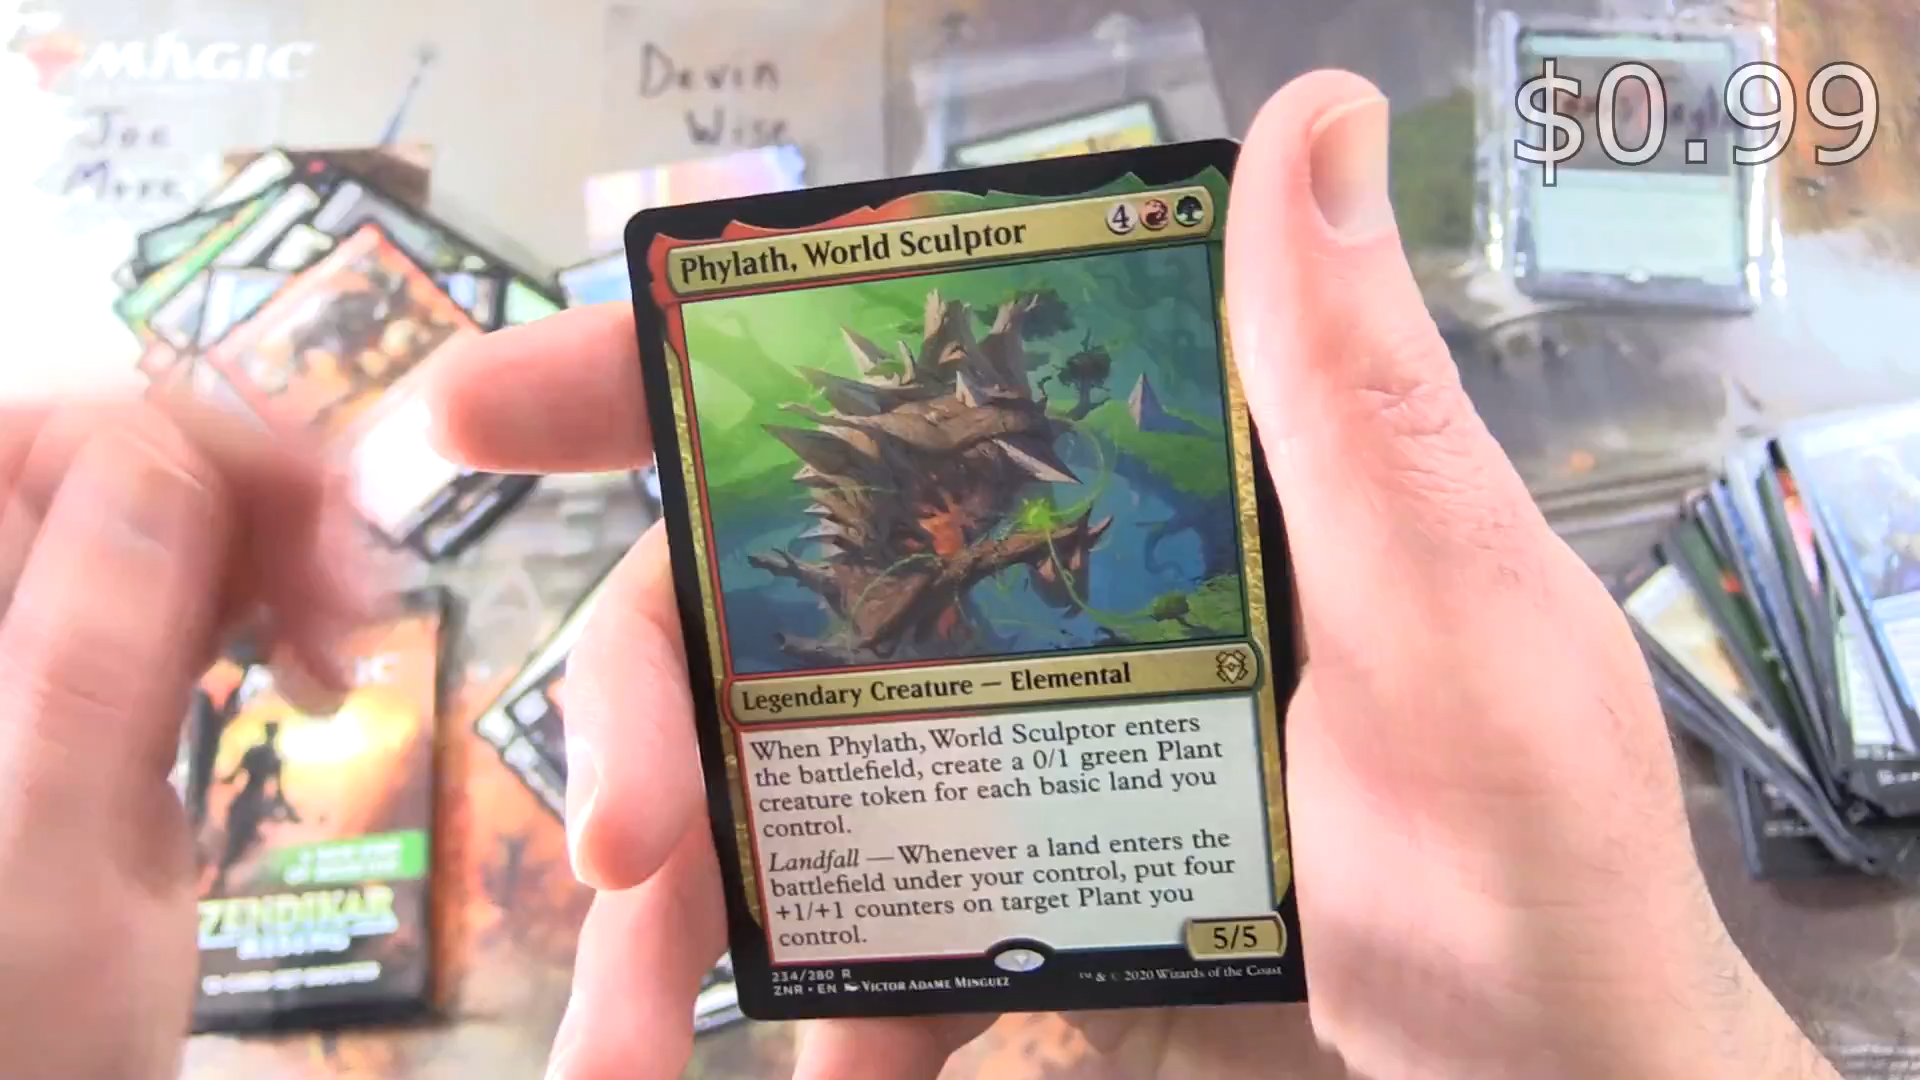 MAGIC
$0.99
Devin
Wise
Joe
More
Phylath, World Sculptor
4
Legendary Creature — Elemental
When Phylath, World Sculptor enters
the battlefield, create a 0/1 green Plant
creature token for each basic land you
control.
Landfall — Whenever a land enters the
battlefield under your control, put four
+1/+1 counters on target Plant you
control.
5/5
234/280 R
ZNR • EN VICTOR ADAME MINGUEZ
™ & © 2020 Wizards of the Coast
ZENDIKAR
RISING